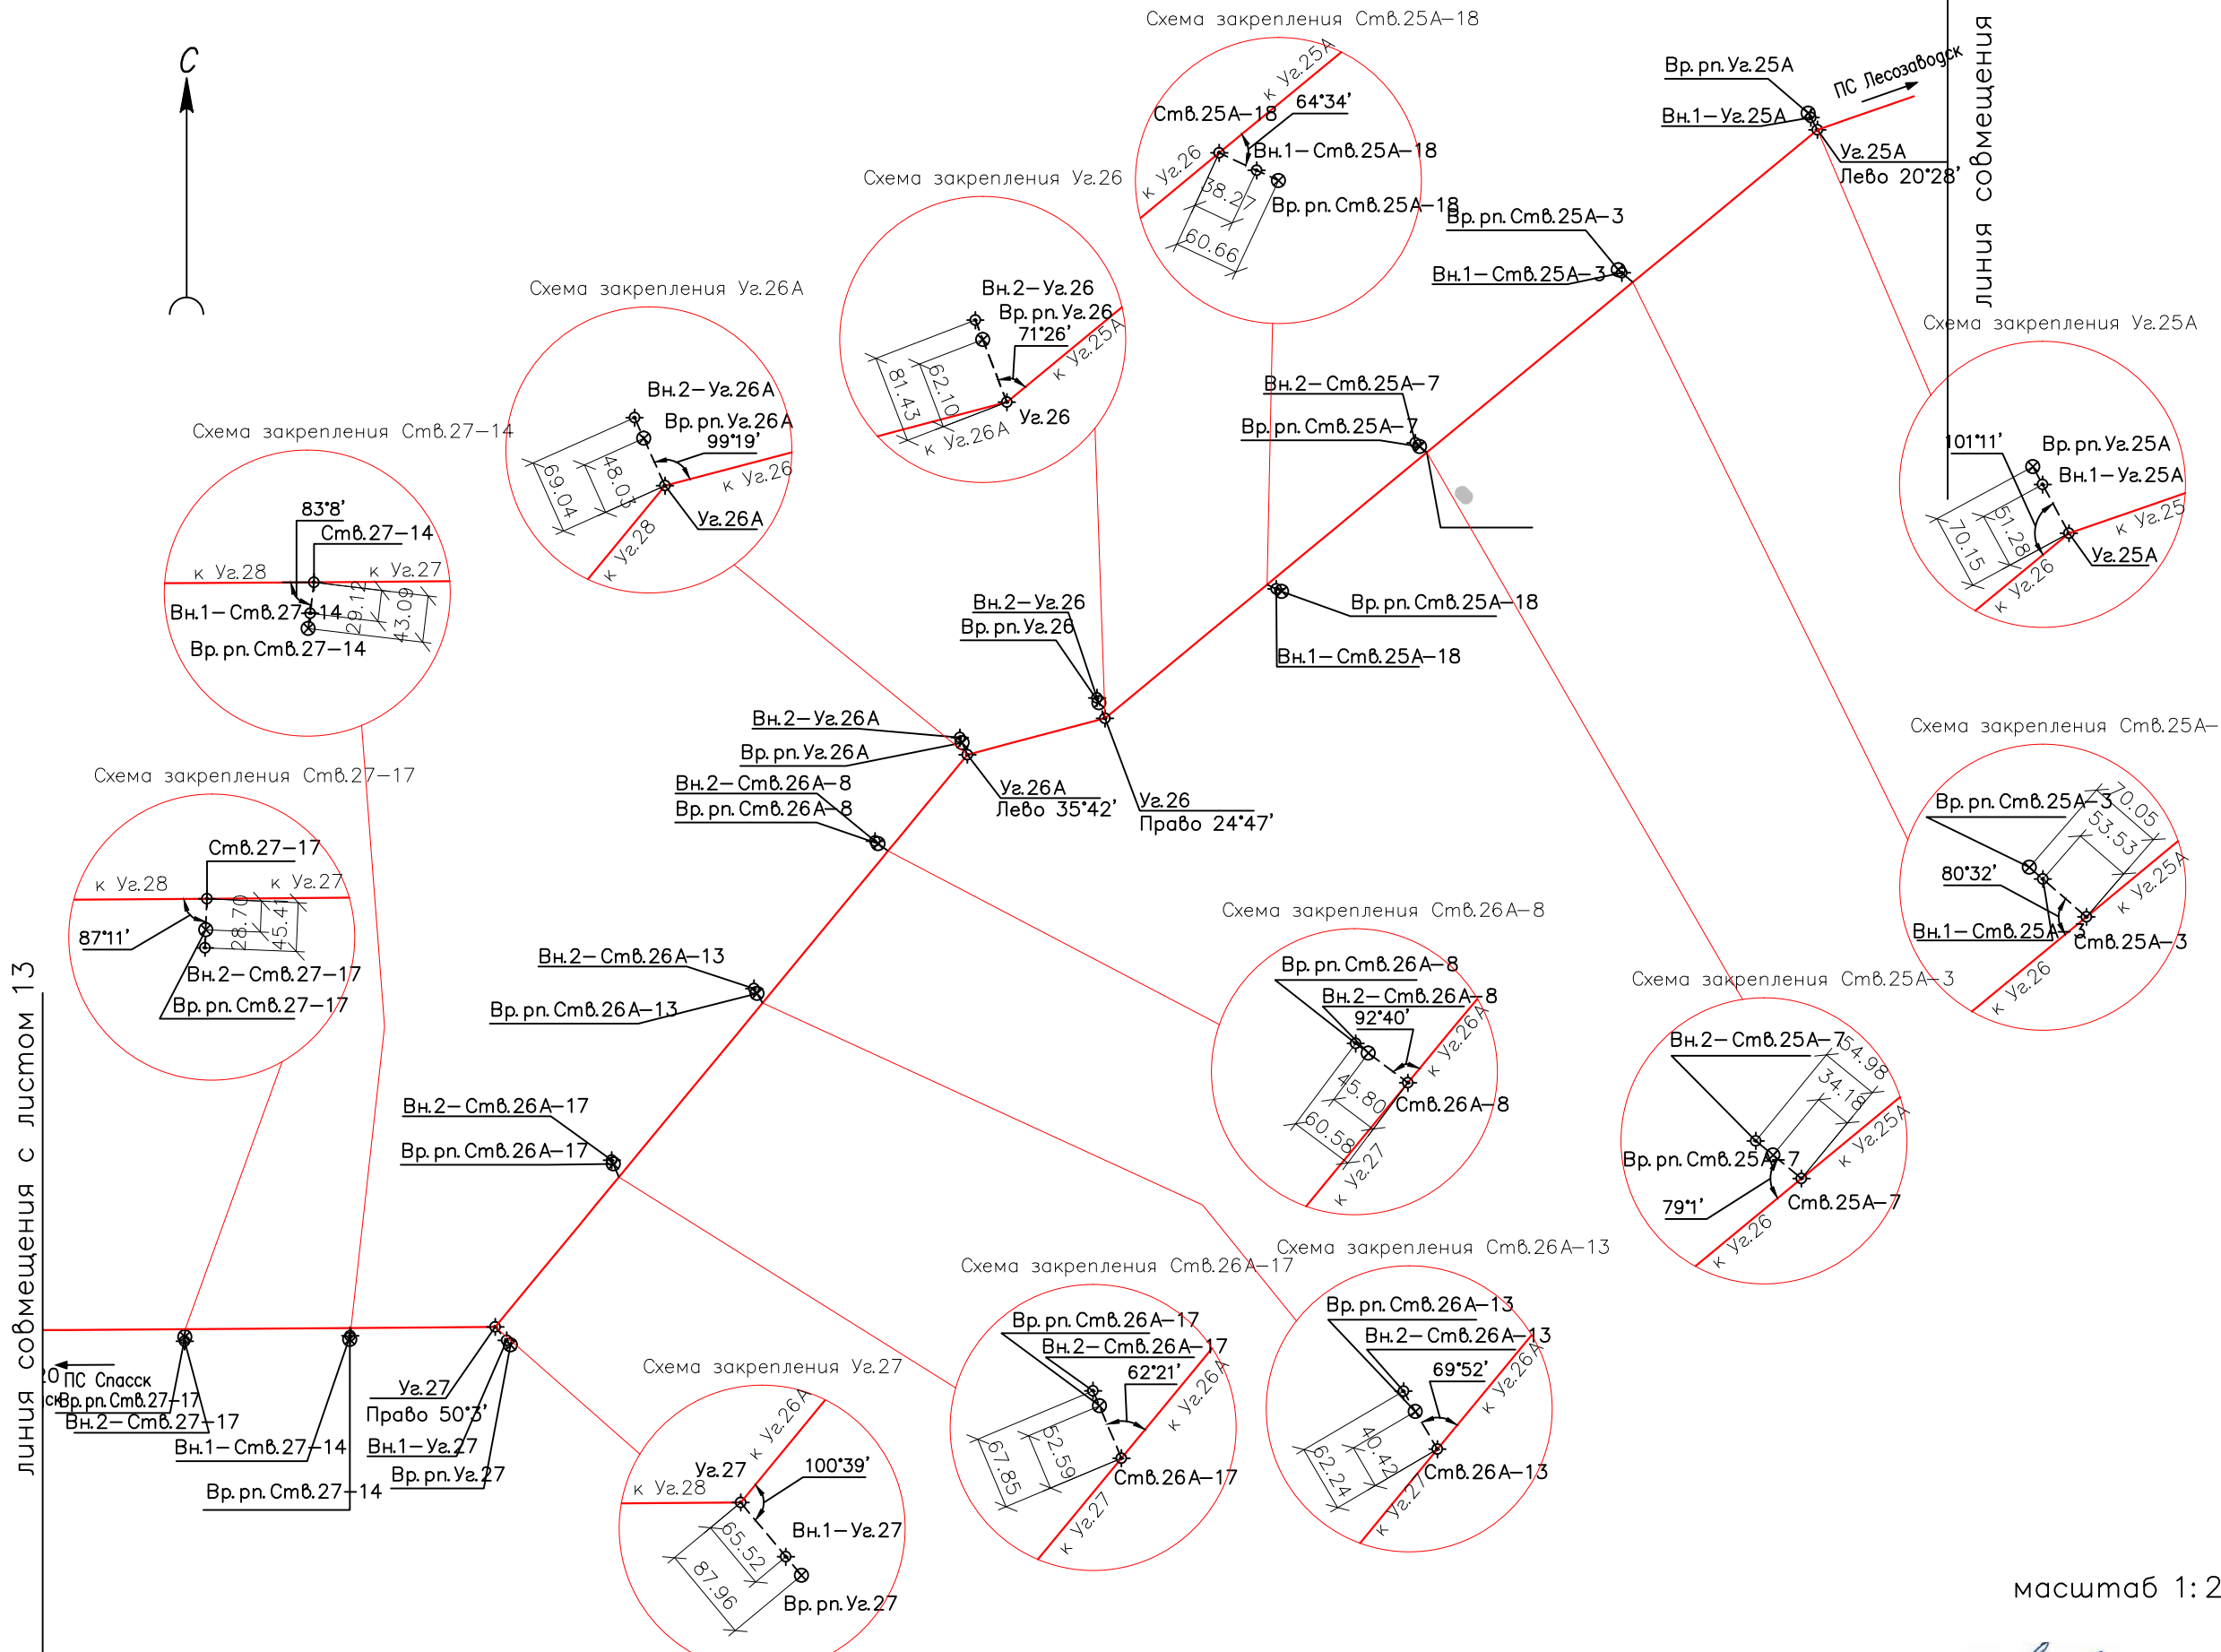 С
Схема закрепления Ств.25А-18
к Уг.25А
64°34'
Ств.25А-18
Вн.1-Ств.25А-18
к Уг.26
38.27
Вр.рп.Ств.25А-18
60.66
Вр.рп.Уг.25А
ПС Лесозаводск
Вн.1-Уг.25А
Уг.25А
Лево 20°28'
линия совмещения
Вр.рп.Ств.25А-3
Вн.1-Ств.25А-3
Схема закрепления Уг.26
Вн.2-Уг.26
Вр.рп.Уг.26
71°26'
к Уг.25А
81.43
62.10
Уг.26
к Уг.26А
Схема закрепления Уг.26А
Вн.2-Уг.26А
Вр.рп.Уг.26А
99°19'
к Уг.26
69.04
48.03
Уг.26А
к Уг.28
Схема закрепления Уг.25А
101°11'
Вр.рп.Уг.25А
Вн.1-Уг.25А
к Уг.25
51.28
70.15
Уг.25А
к Уг.26
Вн.2-Ств.25А-7
Вр.рп.Ств.25А-7
Схема закрепления Ств.27-14
83°8'
Ств.27-14
к Уг.28
к Уг.27
Вн.1-Ств.27-14
29.12
43.09
Вр.рп.Ств.27-14
Вр.рп.Ств.25А-18
Вн.1-Ств.25А-18
Вн.2-Уг.26
Вр.рп.Уг.26
Вн.2-Уг.26А
Вр.рп.Уг.26А
Уг.26А
Лево 35°42'
Уг.26
Право 24°47'
Вн.2-Ств.26А-8
Вр.рп.Ств.26А-8
Схема закрепления Ств.25А-
Вр.рп.Ств.25А-3
70.05
53.53
80°32'
к Уг.25А
Вн.1-Ств.25А-3
Ств.25А-3
к Уг.26
Схема закрепления Ств.27-17
Ств.27-17
к Уг.28
к Уг.27
87°11'
28.70
45.41
Вн.2-Ств.27-17
Вр.рп.Ств.27-17
Вн.2-Ств.26А-13
Вр.рп.Ств.26А-13
Схема закрепления Ств.26А-8
Вр.рп.Ств.26А-8
Вн.2-Ств.26А-8
92°40'
к Уг.26А
45.80
60.58
Ств.26А-8
к Уг.27
Схема закрепления Ств.25А-3
Вн.2-Ств.25А-7
54.98
34.18
к Уг.25А
Вр.рп.Ств.25А-7
79°1'
Ств.25А-7
к Уг.26
линия совмещения с листом 13
Вн.2-Ств.26А-17
Вр.рп.Ств.26А-17
Схема закрепления Ств.26А-17
Вр.рп.Ств.26А-17
Вн.2-Ств.26А-17
62°21'
к Уг.26А
67.85
52.59
Ств.26А-17
к Уг.27
Схема закрепления Ств.26А-13
Вр.рп.Ств.26А-13
Вн.2-Ств.26А-13
69°52'
к Уг.26А
62.24
40.42
Ств.26А-13
к Уг.27
ПС Спасск
Вр.рп.Ств.27-17
Вн.2-Ств.27-17
Вн.1-Ств.27-14
Вр.рп.Ств.27-14
Уг.27
Право 50°3'
Вн.1-Уг.27
Вр.рп.Уг.27
Схема закрепления Уг.27
к Уг.26А
Уг.27
к Уг.28
100°39'
65.52
87.96
Вн.1-Уг.27
Вр.рп.Уг.27
масштаб 1:2